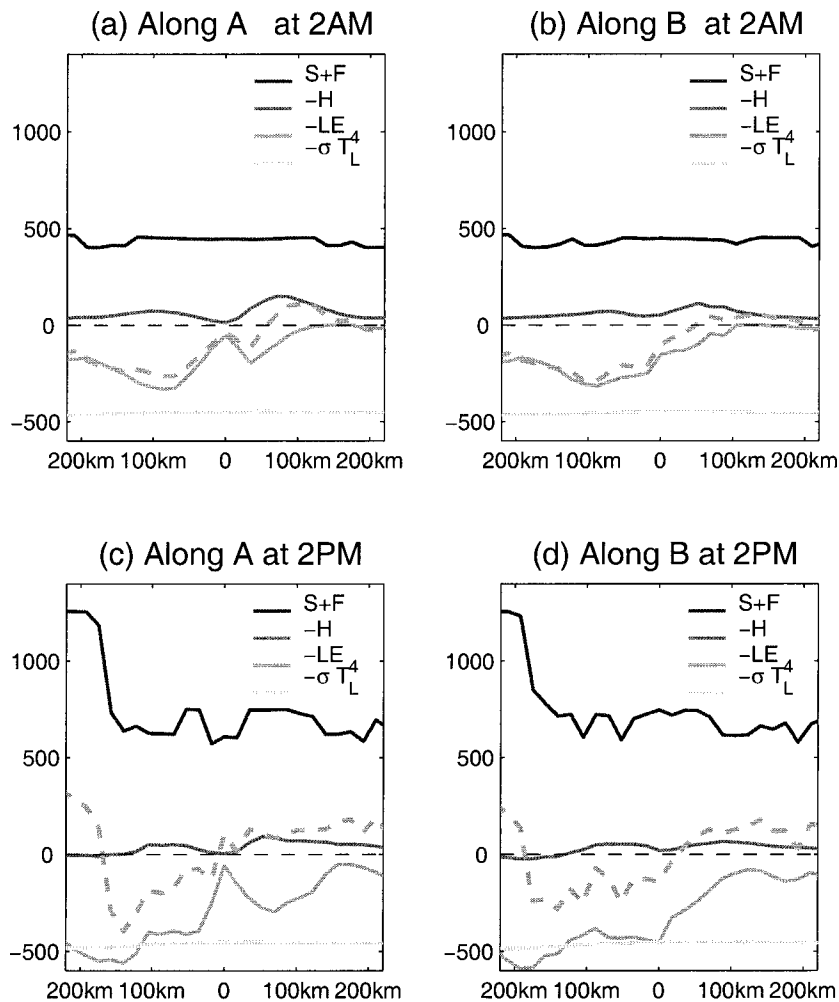 (a) Along A at 2AM
S+F
-H
-LE
-σ T_L^4
1000
500
0
-500
200km 100km 0 100km 200km
(b) Along B at 2AM
S+F
-H
-LE
-σ T_L^4
1000
500
0
-500
200km 100km 0 100km 200km
(c) Along A at 2PM
S+F
-H
-LE
-σ T_L^4
1000
500
0
-500
200km 100km 0 100km 200km
(d) Along B at 2PM
S+F
-H
-LE
-σ T_L^4
1000
500
0
-500
200km 100km 0 100km 200km